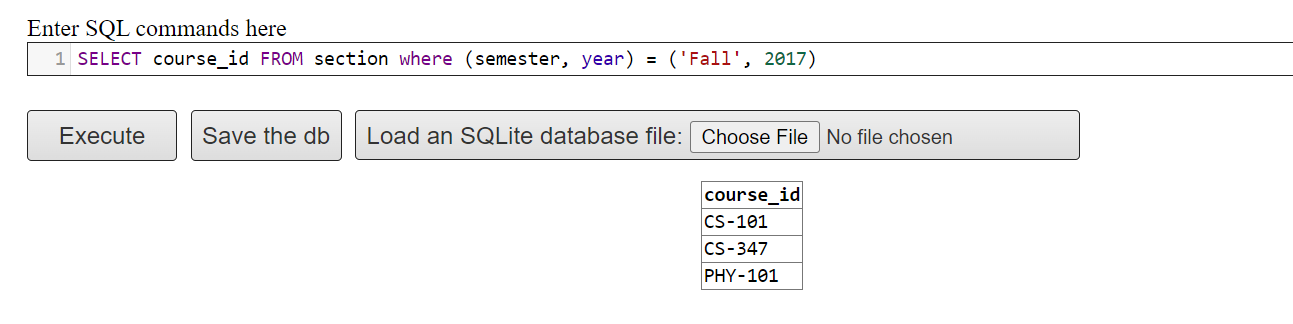 Enter SQL commands here
1 SELECT course_id FROM section where (semester, year) = ('Fall', 2017)
Execute Save the db Load an SQLite database file: Choose File No file chosen
course_id
CS-101
CS-347
PHY-101